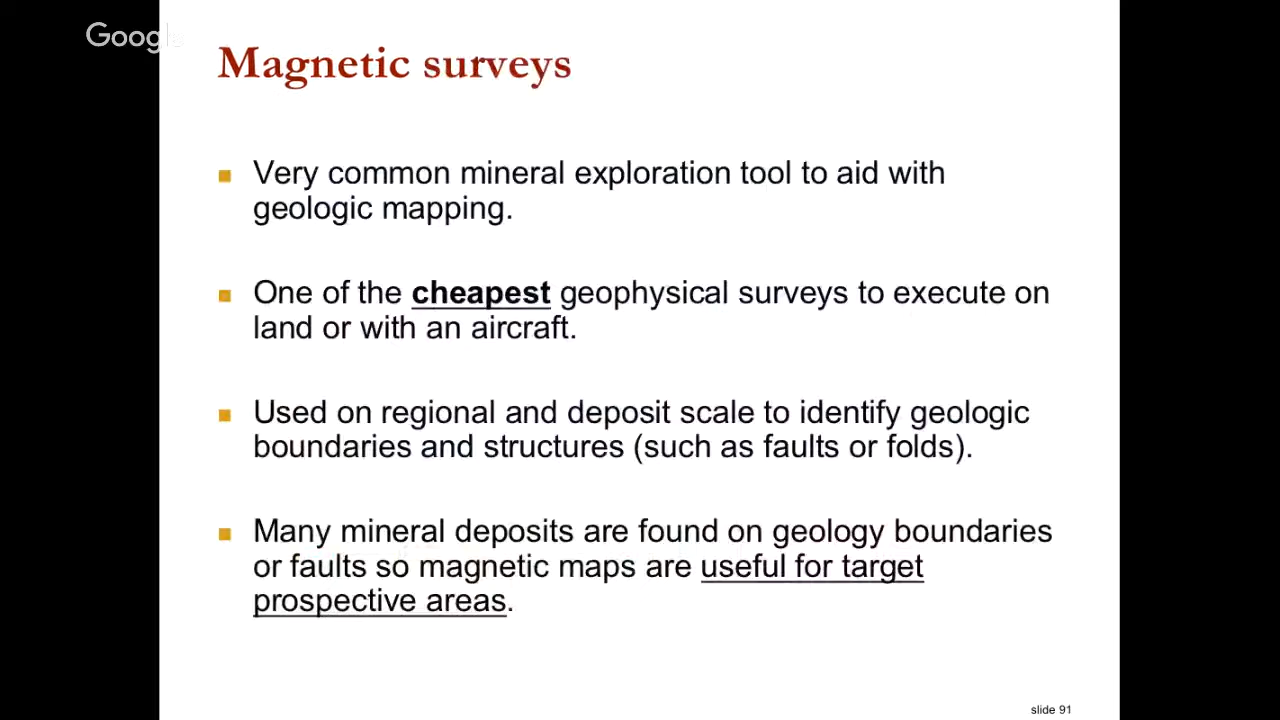 Google
Magnetic surveys
Very common mineral exploration tool to aid with
geologic mapping.
One of the cheapest geophysical surveys to execute on
land or with an aircraft.
Used on regional and deposit scale to identify geologic
boundaries and structures (such as faults or folds).
Many mineral deposits are found on geology boundaries
or faults so magnetic maps are useful for target
prospective areas.
slide 91